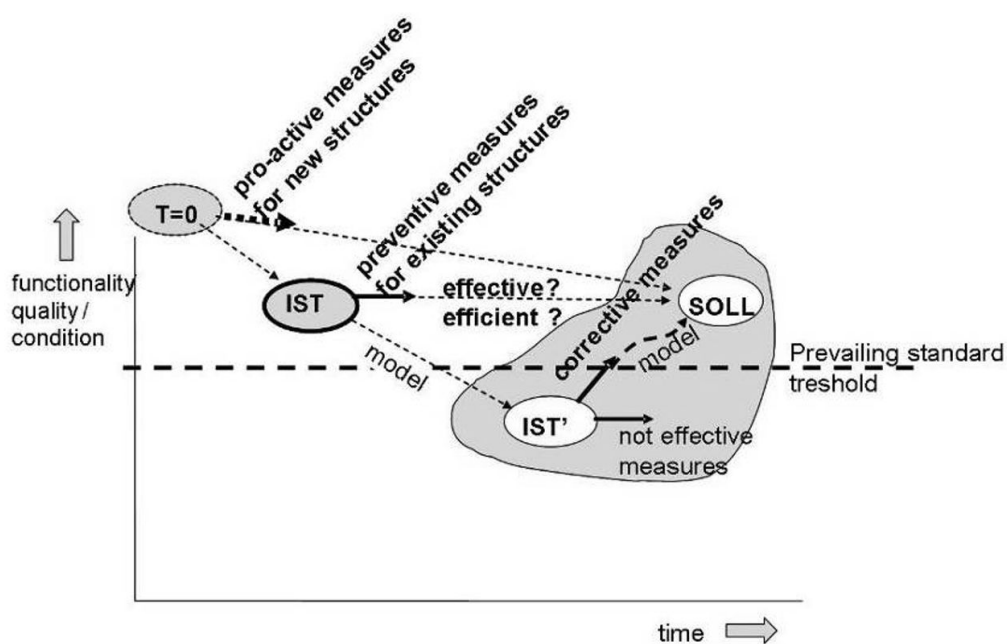 pro-active measures
for new structures
preventive measures
for existing structures
corrective measures
T=0
functionality
quality /
condition
IST
effective?
efficient ?
SOLL
model
model
Prevailing standard
treshold
IST’
not effective
measures
time